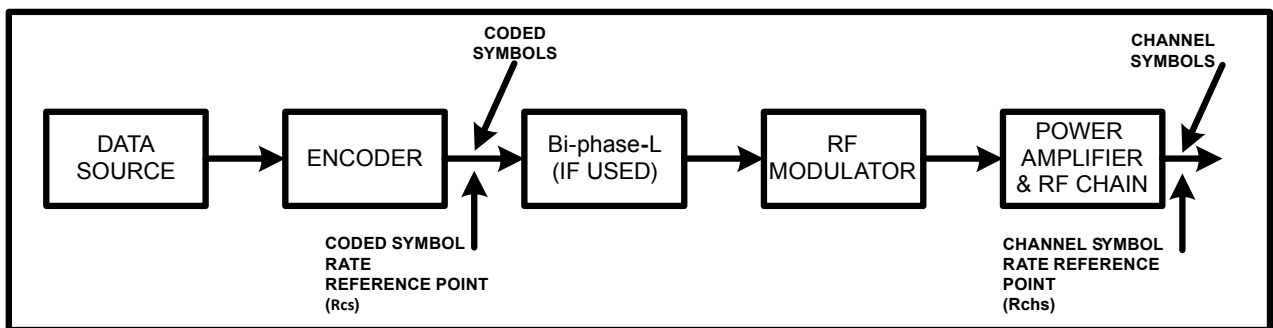 CODED
SYMBOLS
CHANNEL
SYMBOLS
DATA
SOURCE
ENCODER
Bi-phase-L
(IF USED)
RF
MODULATOR
POWER
AMPLIFIER
& RF CHAIN
CODED SYMBOL
RATE
REFERENCE POINT
(Rcs)
CHANNEL SYMBOL
RATE REFERENCE
POINT
(Rchs)